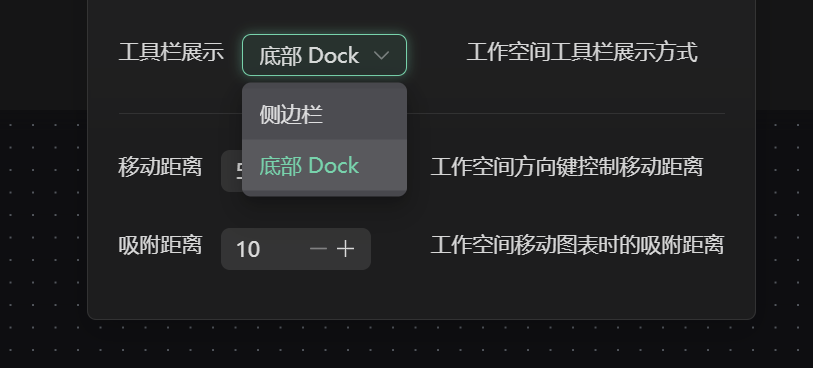 工具栏展示 底部 Dock 工作空间工具栏展示方式
侧边栏
移动距离 底部 Dock 工作空间方向键控制移动距离
吸附距离 10 工作空间移动图表时的吸附距离